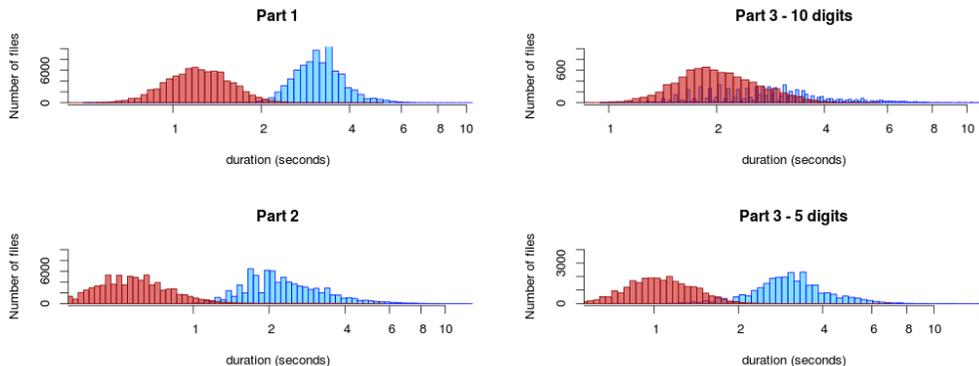 Part 1
Number of files
0
6000
1 2 4 6 8 10
duration (seconds)
Part 3 - 10 digits
Number of files
0
600
1 2 4 6 8 10
duration (seconds)
Part 2
Number of files
0
6000
1 2 4 6 8 10
duration (seconds)
Part 3 - 5 digits
Number of files
0
3000
1 2 4 6 8 10
duration (seconds)